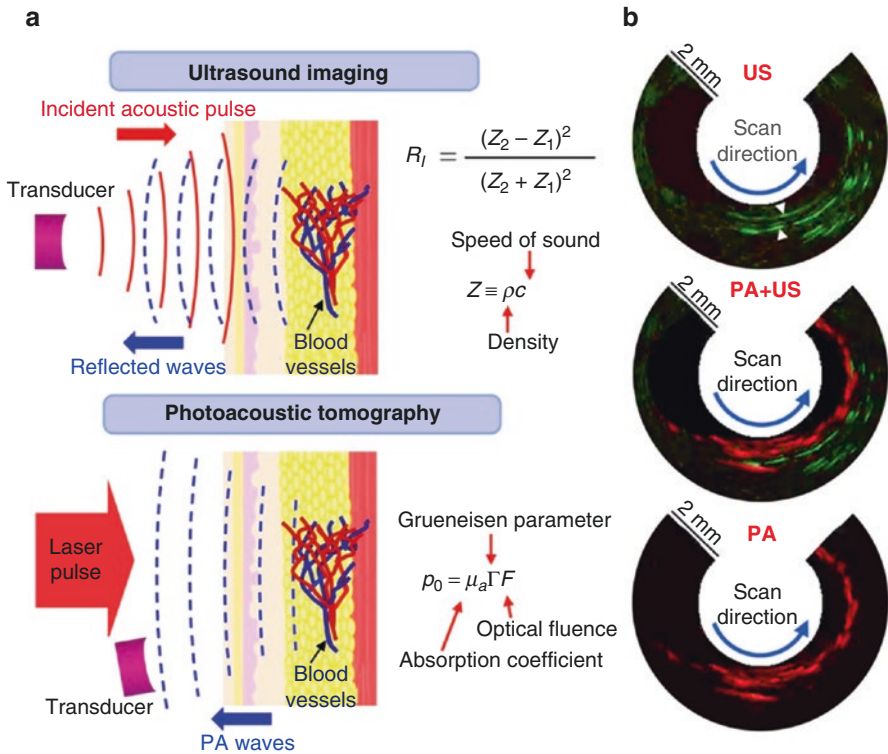 a
Ultrasound imaging
Incident acoustic pulse
Transducer
Reflected waves
Blood
vessels
R_I = (Z_2 − Z_1)^2 / (Z_2 + Z_1)^2
Speed of sound
Z ≡ ρc
Density
Photoacoustic tomography
Laser
pulse
Transducer
Blood
vessels
PA waves
Grueneisen parameter
p_0 = μ_aΓF
Optical fluence
Absorption coefficient
b
2 mm
US
Scan
direction
2 mm
PA+US
Scan
direction
2 mm
PA
Scan
direction